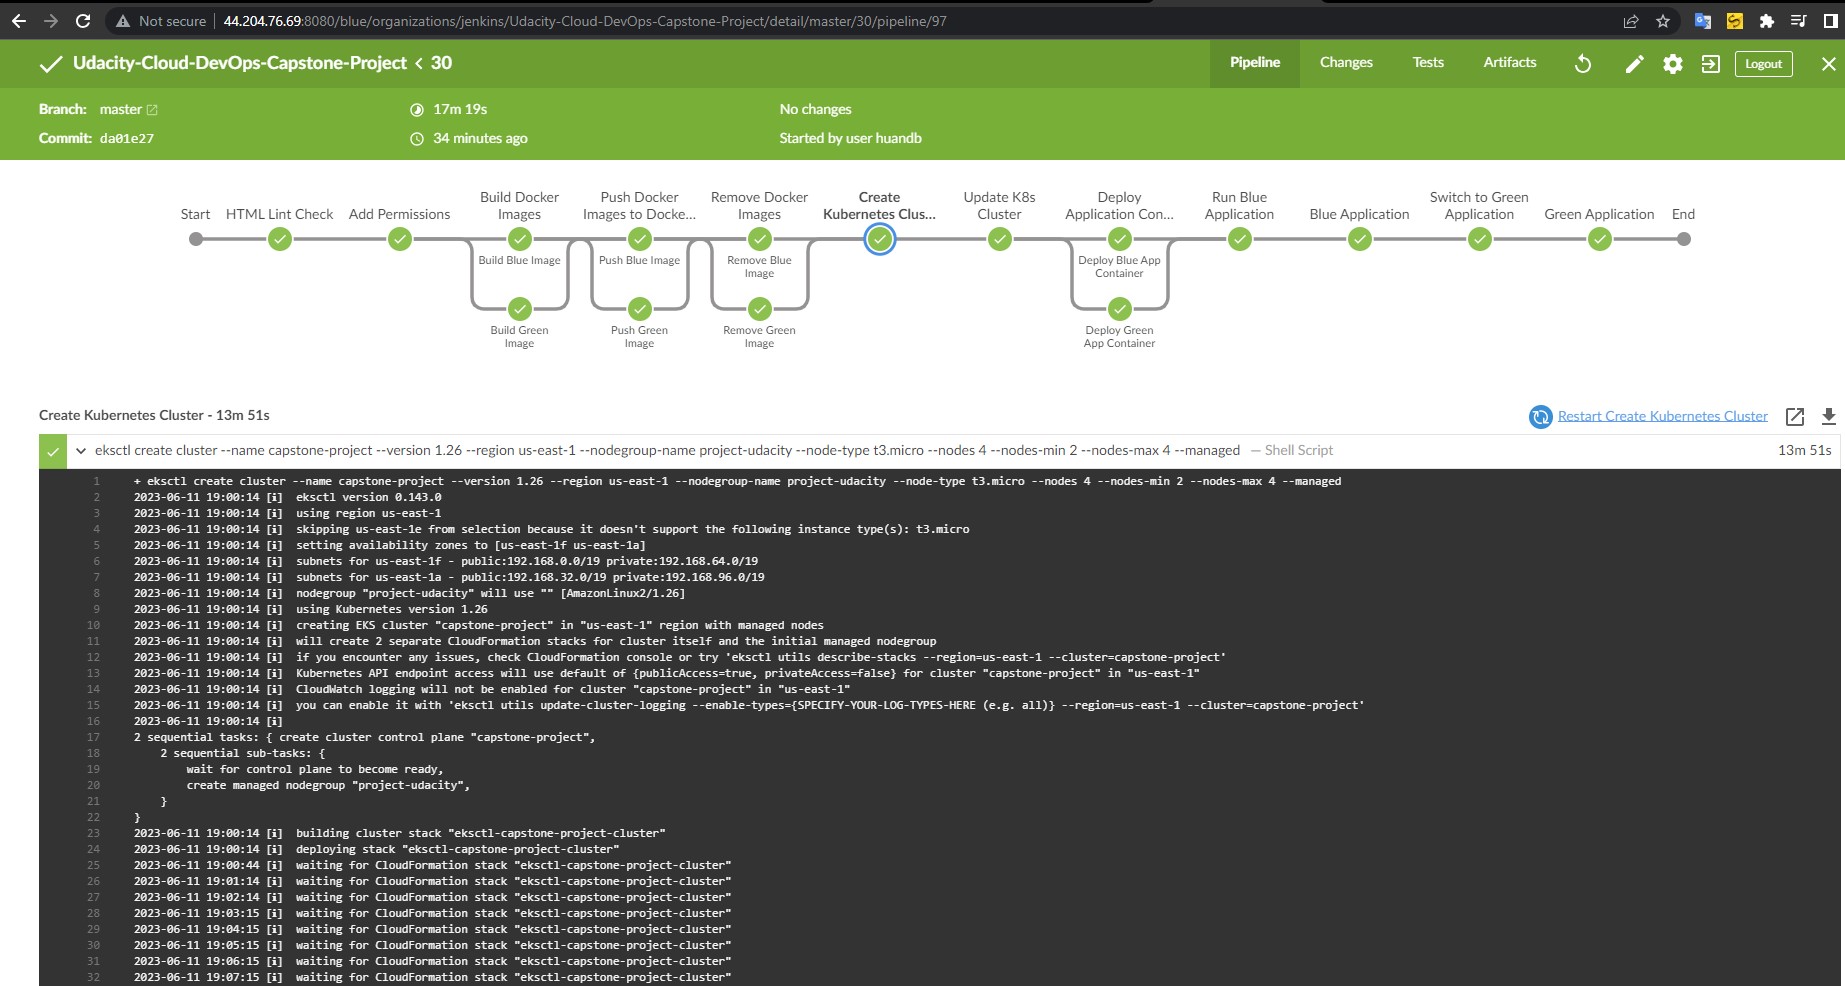 Not secure | 44.204.76.69:8080/blue/organizations/jenkins/Udacity-Cloud-DevOps-Capstone-Project/detail/master/30/pipeline/97
Udacity-Cloud-DevOps-Capstone-Project < 30
Pipeline Changes Tests Artifacts Logout
Branch: master 17m 19s No changes
Commit: da01e27 34 minutes ago Started by user huandb
Build Docker Push Docker Remove Docker Create Update K8s Deploy Run Blue Switch to Green
Start HTML Lint Check Add Permissions Images Images to Docke... Images Kubernetes Clus... Cluster Application Con... Application Blue Application Application Green Application End
Build Blue Image Push Blue Image Remove Blue Deploy Blue App
Image Container
Build Green Push Green Remove Green Deploy Green
Image Image Image App Container
Create Kubernetes Cluster - 13m 51s Restart Create Kubernetes Cluster
eksctl create cluster --name capstone-project --version 1.26 --region us-east-1 --nodegroup-name project-udacity --node-type t3.micro --nodes 4 --nodes-min 2 --nodes-max 4 --managed — Shell Script 13m 51s
1 + eksctl create cluster --name capstone-project --version 1.26 --region us-east-1 --nodegroup-name project-udacity --node-type t3.micro --nodes 4 --nodes-min 2 --nodes-max 4 --managed
2 2023-06-11 19:00:14 [ℹ] eksctl version 0.143.0
3 2023-06-11 19:00:14 [ℹ] using region us-east-1
4 2023-06-11 19:00:14 [ℹ] skipping us-east-1e from selection because it doesn't support the following instance type(s): t3.micro
5 2023-06-11 19:00:14 [ℹ] setting availability zones to [us-east-1f us-east-1a]
6 2023-06-11 19:00:14 [ℹ] subnets for us-east-1f - public:192.168.0.0/19 private:192.168.64.0/19
7 2023-06-11 19:00:14 [ℹ] subnets for us-east-1a - public:192.168.32.0/19 private:192.168.96.0/19
8 2023-06-11 19:00:14 [ℹ] nodegroup "project-udacity" will use "" [AmazonLinux2/1.26]
9 2023-06-11 19:00:14 [ℹ] using Kubernetes version 1.26
10 2023-06-11 19:00:14 [ℹ] creating EKS cluster "capstone-project" in "us-east-1" region with managed nodes
11 2023-06-11 19:00:14 [ℹ] will create 2 separate CloudFormation stacks for cluster itself and the initial managed nodegroup
12 2023-06-11 19:00:14 [ℹ] if you encounter any issues, check CloudFormation console or try 'eksctl utils describe-stacks --region=us-east-1 --cluster=capstone-project'
13 2023-06-11 19:00:14 [ℹ] Kubernetes API endpoint access will use default of {publicAccess=true, privateAccess=false} for cluster "capstone-project" in "us-east-1"
14 2023-06-11 19:00:14 [ℹ] CloudWatch logging will not be enabled for cluster "capstone-project" in "us-east-1"
15 2023-06-11 19:00:14 [ℹ] you can enable it with 'eksctl utils update-cluster-logging --enable-types={SPECIFY-YOUR-LOG-TYPES-HERE (e.g. all)} --region=us-east-1 --cluster=capstone-project'
16 2023-06-11 19:00:14 [ℹ]
17 2 sequential tasks: { create cluster control plane "capstone-project",
18 2 sequential sub-tasks: {
19 wait for control plane to become ready,
20 create managed nodegroup "project-udacity",
21 }
22 }
23 2023-06-11 19:00:14 [ℹ] building cluster stack "eksctl-capstone-project-cluster"
24 2023-06-11 19:00:14 [ℹ] deploying stack "eksctl-capstone-project-cluster"
25 2023-06-11 19:00:44 [ℹ] waiting for CloudFormation stack "eksctl-capstone-project-cluster"
26 2023-06-11 19:01:14 [ℹ] waiting for CloudFormation stack "eksctl-capstone-project-cluster"
27 2023-06-11 19:02:14 [ℹ] waiting for CloudFormation stack "eksctl-capstone-project-cluster"
28 2023-06-11 19:03:15 [ℹ] waiting for CloudFormation stack "eksctl-capstone-project-cluster"
29 2023-06-11 19:04:15 [ℹ] waiting for CloudFormation stack "eksctl-capstone-project-cluster"
30 2023-06-11 19:05:15 [ℹ] waiting for CloudFormation stack "eksctl-capstone-project-cluster"
31 2023-06-11 19:06:15 [ℹ] waiting for CloudFormation stack "eksctl-capstone-project-cluster"
32 2023-06-11 19:07:15 [ℹ] waiting for CloudFormation stack "eksctl-capstone-project-cluster"